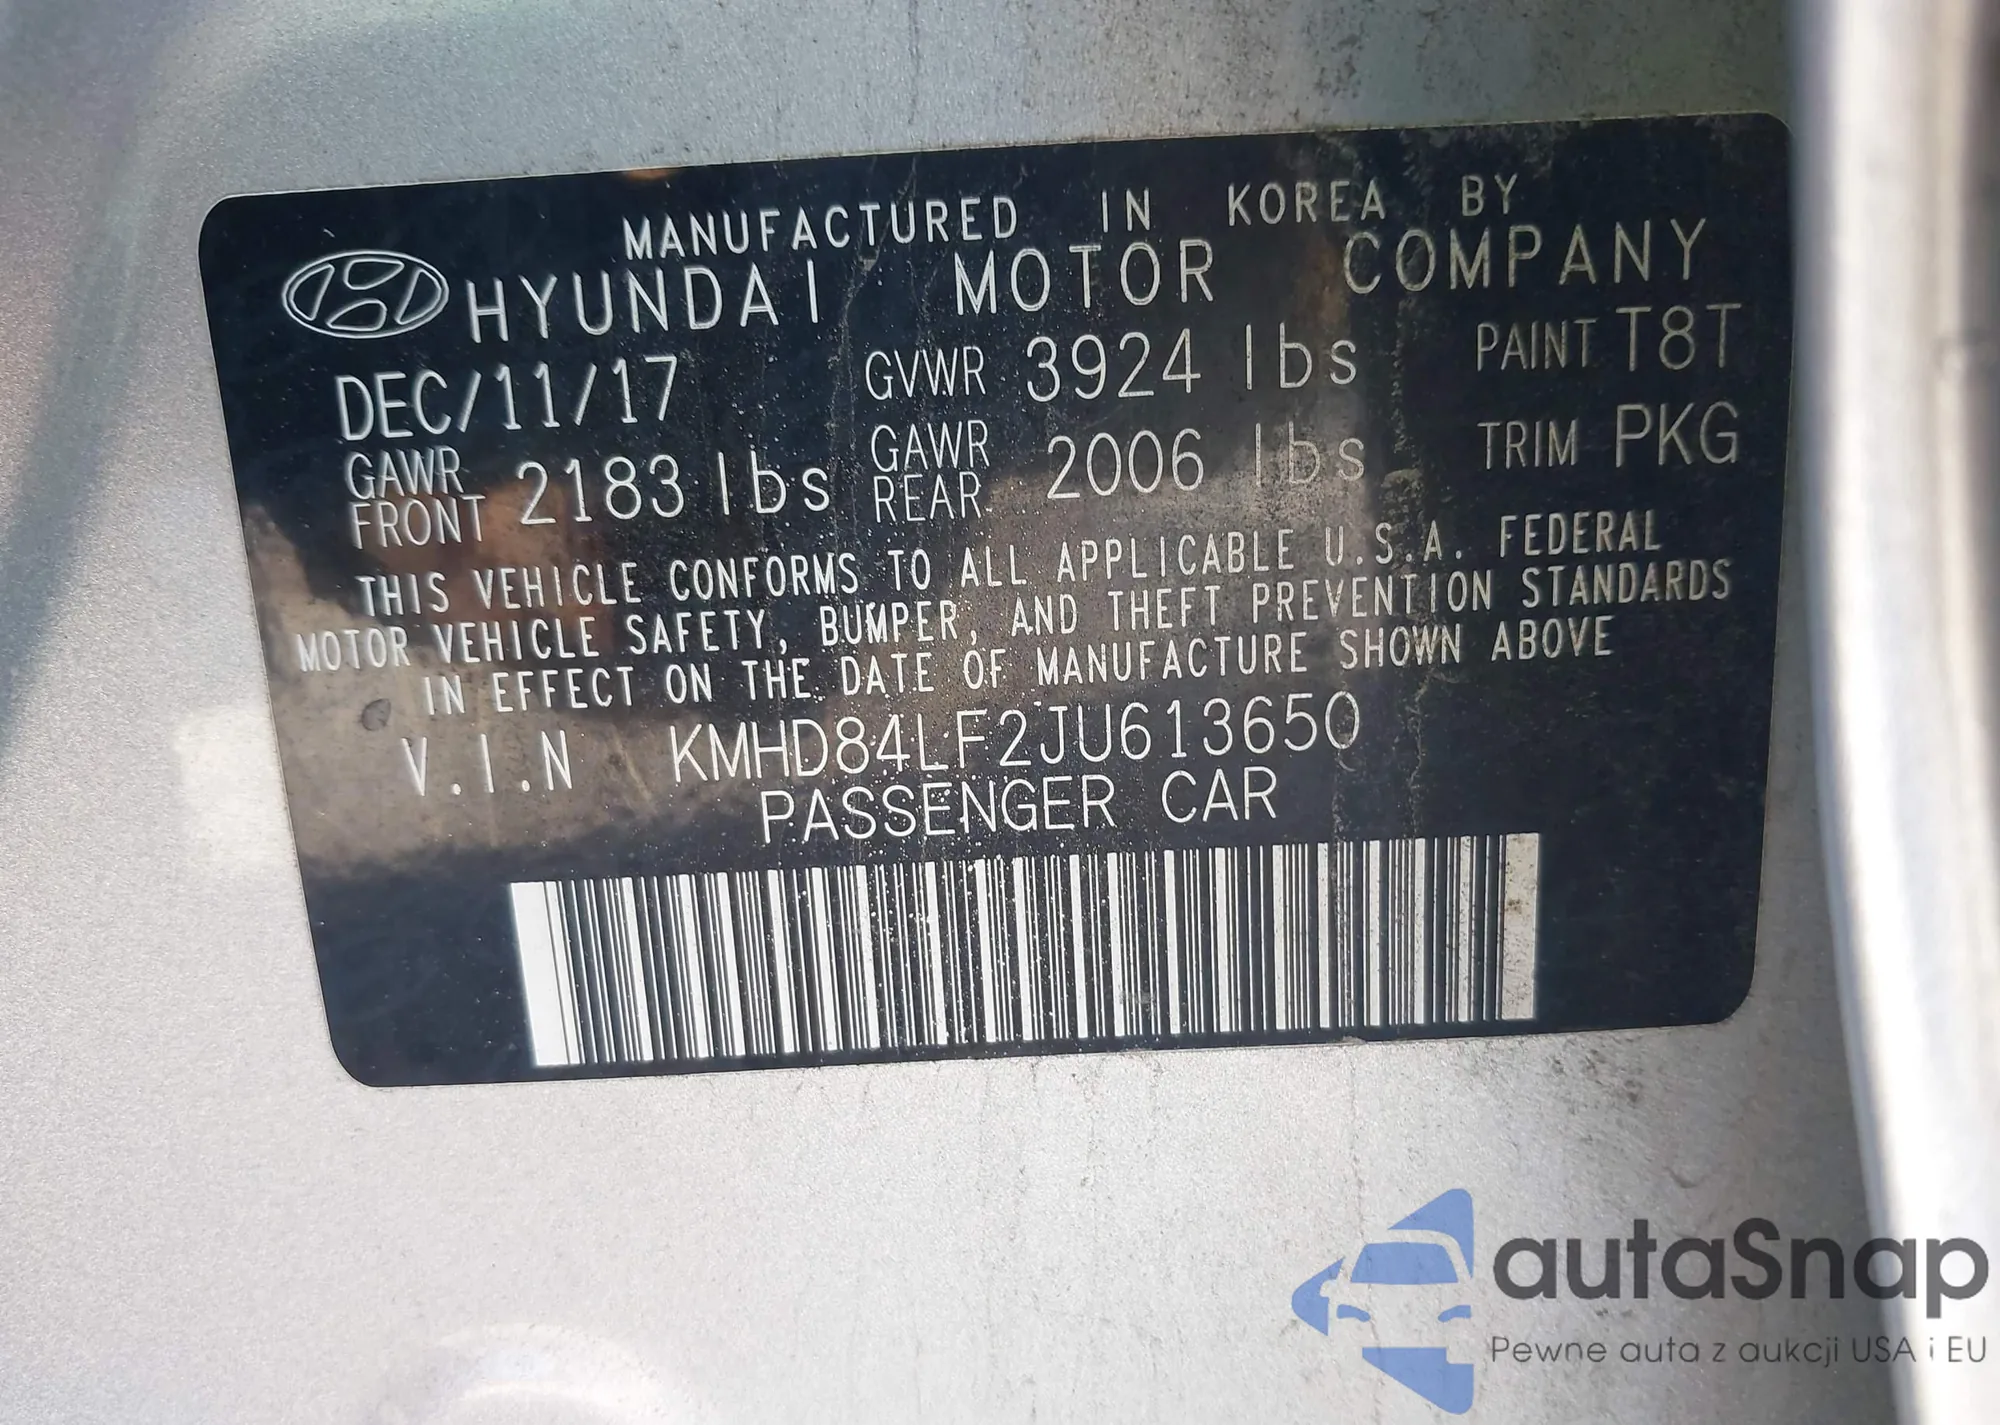 MANUFACTURED IN KOREA BY
HYUNDAI MOTOR COMPANY
DEC/11/17 GVWR 3924 lbs PAINT T8T
GAWR FRONT 2183 lbs GAWR REAR 2006 lbs TRIM PKG
THIS VEHICLE CONFORMS TO ALL APPLICABLE U.S.A. FEDERAL
MOTOR VEHICLE SAFETY, BUMPER, AND THEFT PREVENTION STANDARDS
IN EFFECT ON THE DATE OF MANUFACTURE SHOWN ABOVE
V.I.N KMHD84LF2JU613650
PASSENGER CAR
autaSnap
Pewne auta z aukcji USA i EU